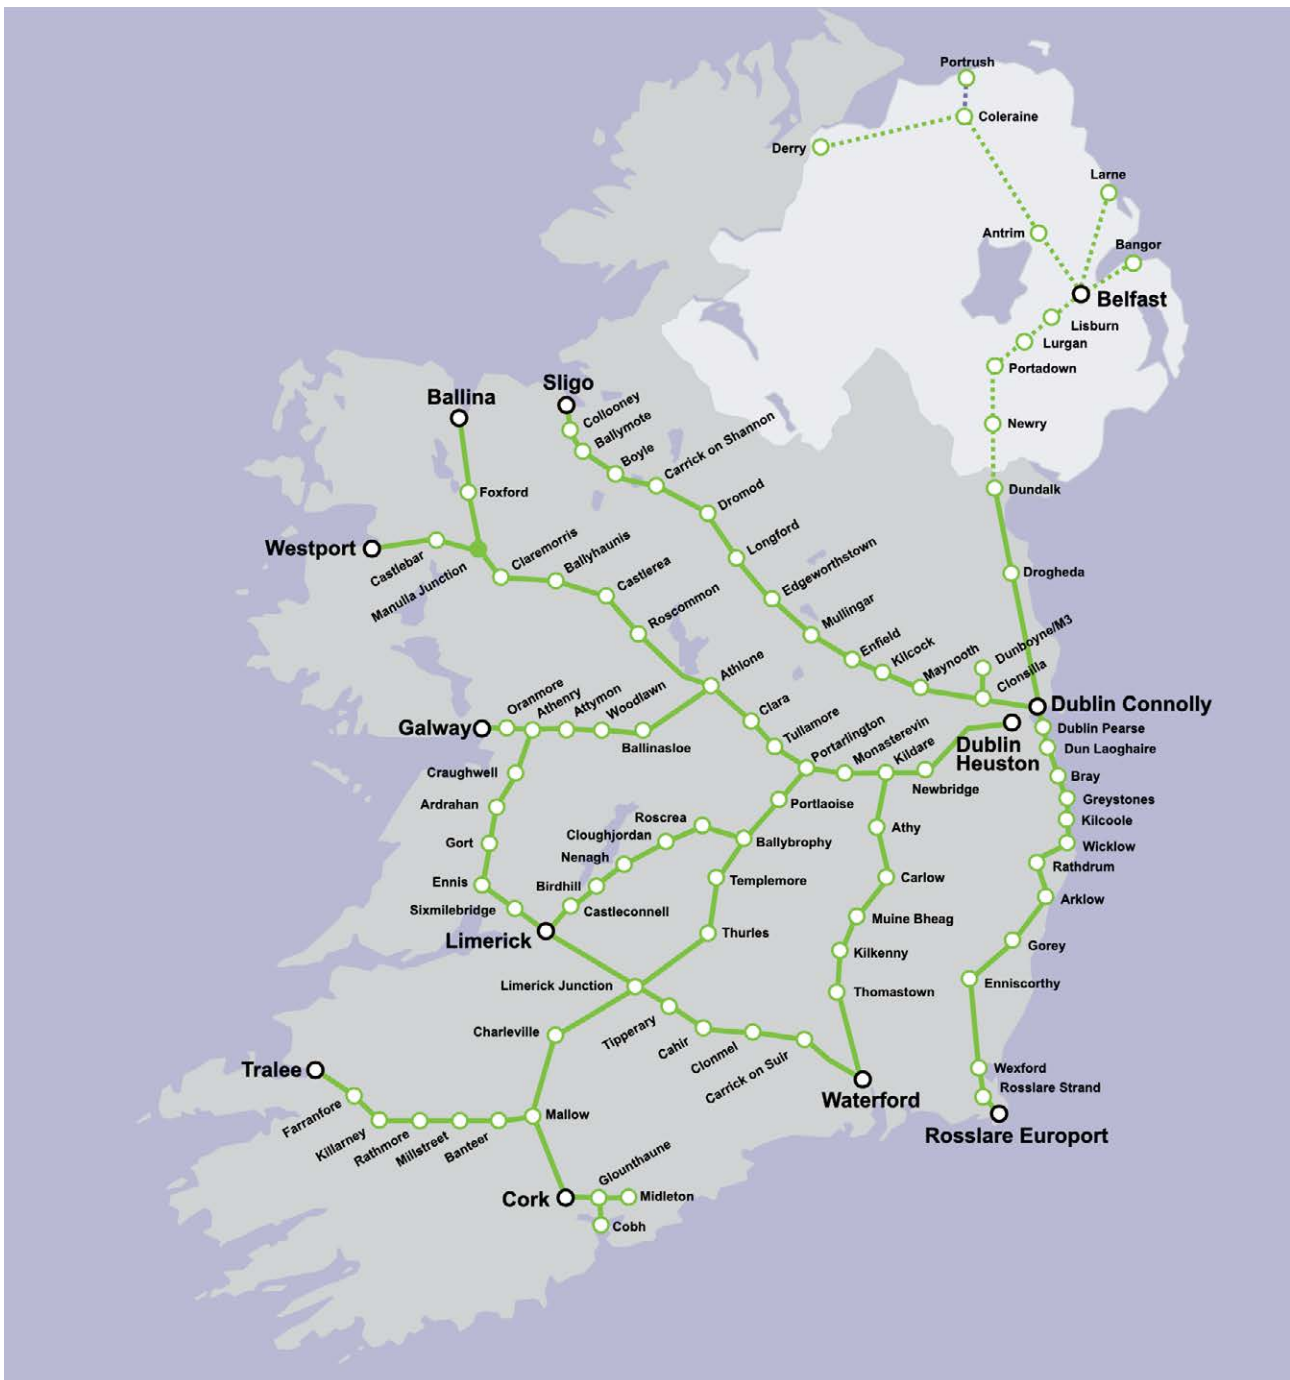 Portrush
Coleraine
Derry
Larne
Antrim
Bangor
Belfast
Lisburn
Lurgan
Portadown
Newry
Dundalk
Drogheda
Sligo
Collooney
Ballymote
Boyle
Carrick on Shannon
Dromod
Longford
Edgeworthstown
Mullingar
Enfield
Kilcock
Maynooth
Dunboyne/M3
Clonsilla
Ballina
Foxford
Westport
Castlebar
Manulla Junction
Claremorris
Ballyhaunis
Castlerea
Roscommon
Athlone
Clara
Tullamore
Portarlington
Monasterevin
Kildare
Newbridge
Dublin Connolly
Dublin
Heuston
Dublin Pearse
Dun Laoghaire
Bray
Greystones
Kilcoole
Wicklow
Rathdrum
Arklow
Gorey
Enniscorthy
Wexford
Rosslare Strand
Rosslare Europort
Galway
Oranmore
Athenry
Attymon
Woodlawn
Ballinasloe
Craughwell
Ardrahan
Gort
Ennis
Sixmilebridge
Limerick
Roscrea
Cloughjordan
Nenagh
Birdhill
Castleconnell
Portlaoise
Ballybrophy
Templemore
Thurles
Athy
Carlow
Muine Bheag
Kilkenny
Thomastown
Limerick Junction
Tipperary
Cahir
Clonmel
Carrick on Suir
Waterford
Charleville
Tralee
Farranfore
Killarney
Rathmore
Millstreet
Banteer
Mallow
Cork
Glounthaune
Midleton
Cobh